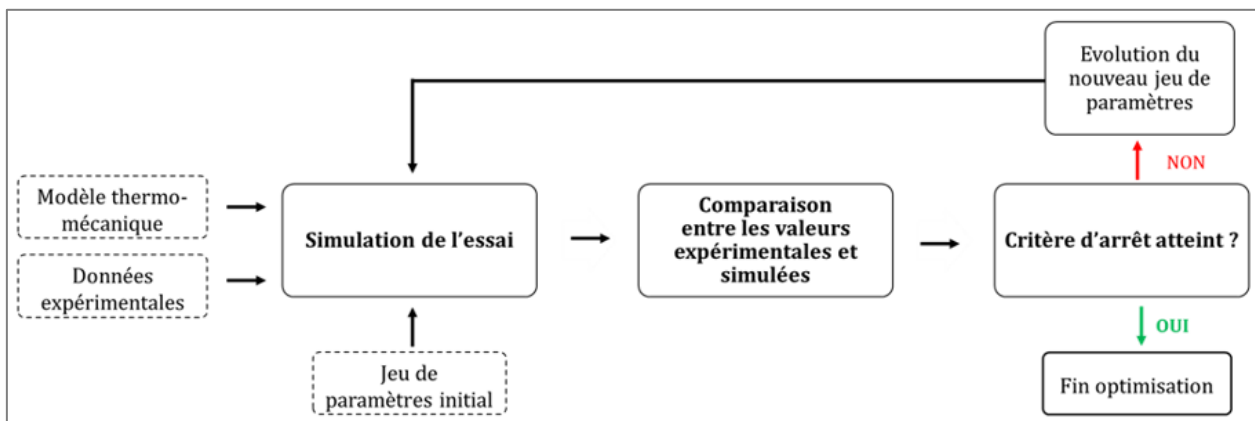 Evolution du
nouveau jeu de
paramètres
NON
Modèle thermo-
mécanique
Données
expérimentales
Simulation de l'essai
Comparaison
entre les valeurs
expérimentales et
simulées
Critère d'arrêt atteint ?
OUI
Jeu de
paramètres initial
Fin optimisation